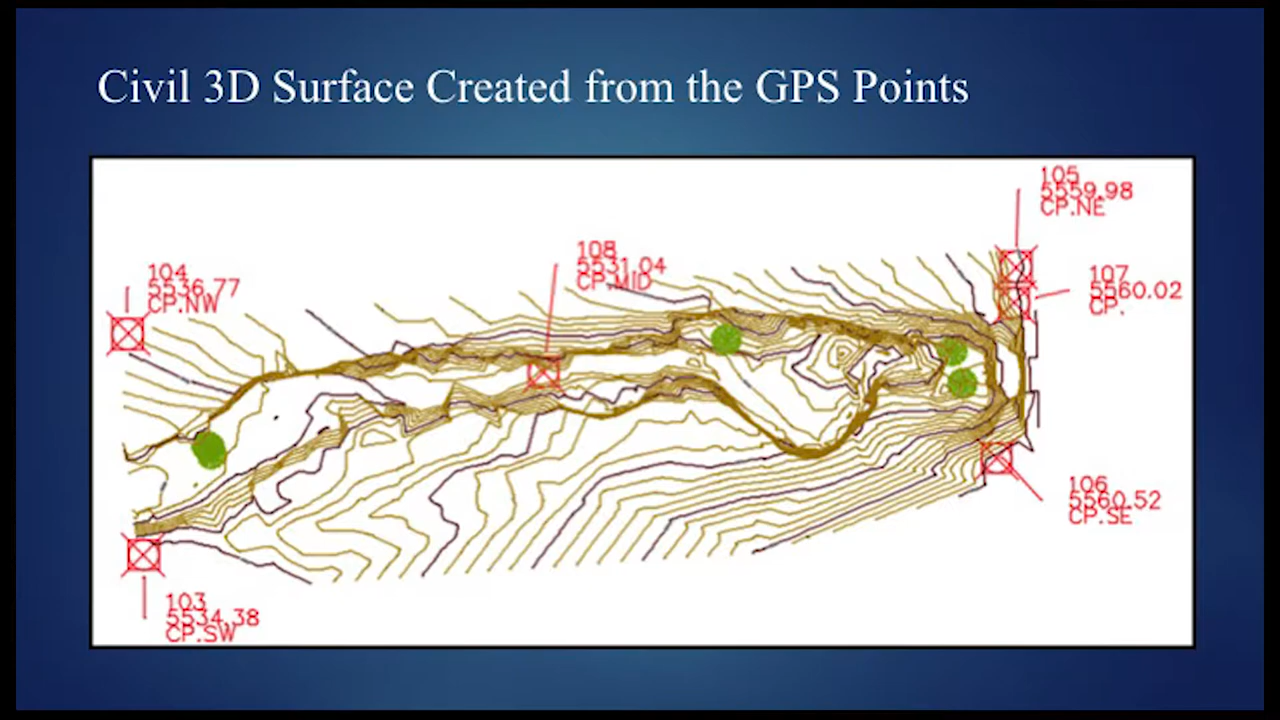 Civil 3D Surface Created from the GPS Points
105
5559.98
CP.NE
108
5531.04
CP.MID
104
5536.77
CP.NW
107
5560.02
CP.
106
5560.52
CP.SE
103
5534.38
CP.SW